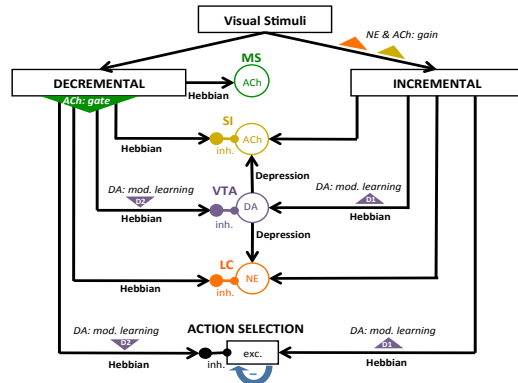 Visual Stimuli
NE & ACh: gain
MS
DECREMENTAL
ACh
INCREMENTAL
Hebbian
ACh: gate
SI
ACh
Hebbian
inh.
Depression
DA: mod. learning
VTA
DA: mod. learning
D2
DA
D1
Hebbian
Hebbian
inh.
Depression
LC
NE
Hebbian
inh.
DA: mod. learning
ACTION SELECTION
DA: mod. learning
D2
exc.
D1
Hebbian
inh.
Hebbian
−